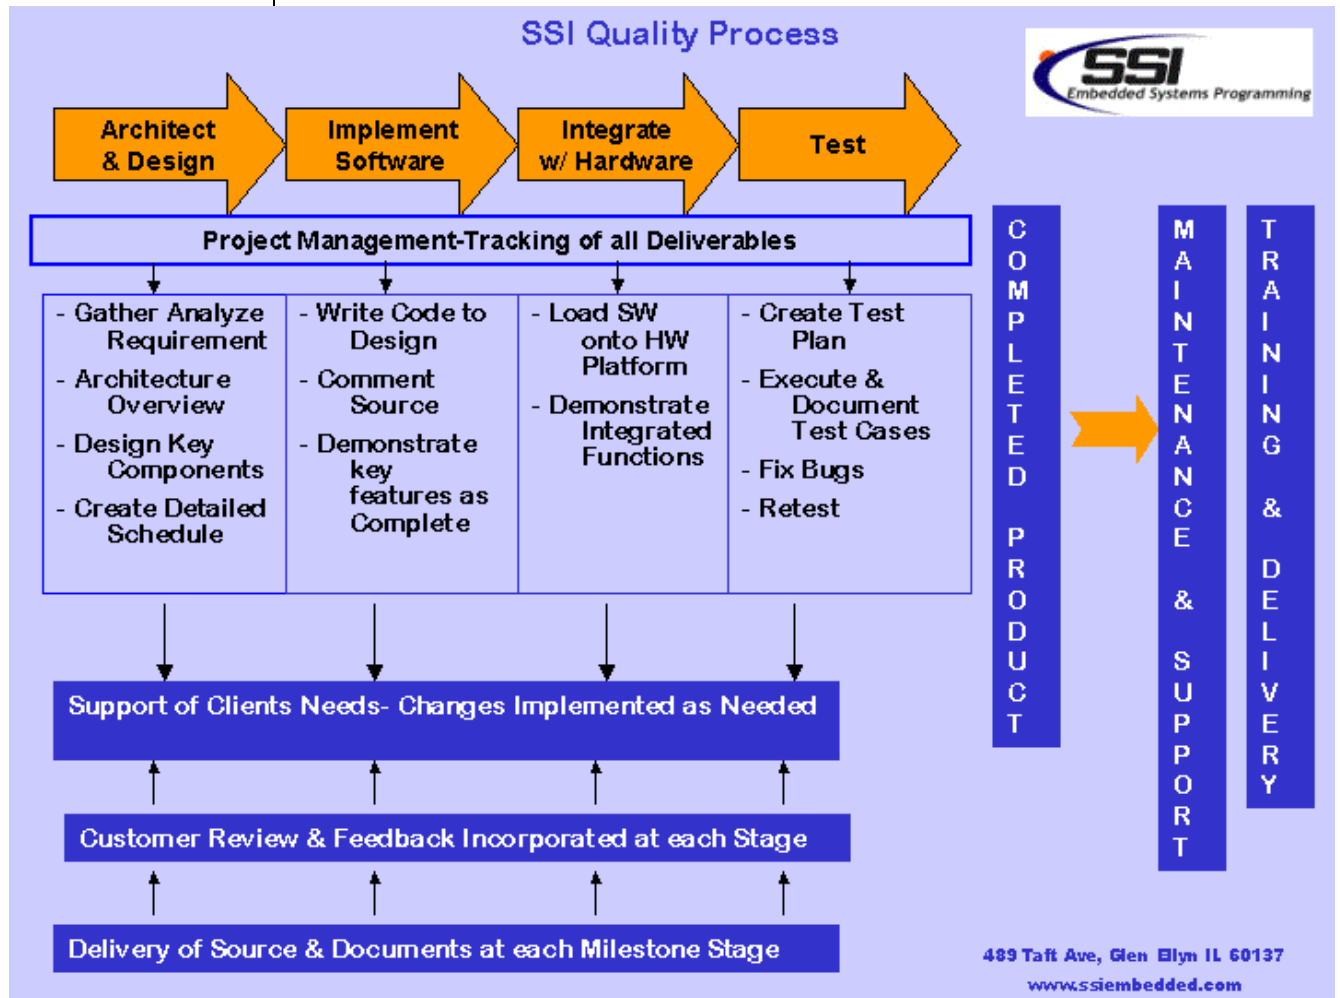 SSI Quality Process
SSI
Embedded Systems Programming
Architect
& Design
Implement
Software
Integrate
w/ Hardware
Test
Project Management-Tracking of all Deliverables
- Gather Analyze
Requirement
- Architecture
Overview
- Design Key
Components
- Create Detailed
Schedule
- Write Code to
Design
- Comment
Source
- Demonstrate
key
features as
Complete
- Load SW
onto HW
Platform
- Demonstrate
Integrated
Functions
- Create Test
Plan
- Execute &
Document
Test Cases
- Fix Bugs
- Retest
Support of Clients Needs- Changes Implemented as Needed
Customer Review & Feedback Incorporated at each Stage
Delivery of Source & Documents at each Milestone Stage
COMPLETED PRODUCT
MAINTENANCE & SUPPORT
TRAINING & DELIVERY
489 Taft Ave, Glen Ellyn IL 60137
www.ssiembedded.com